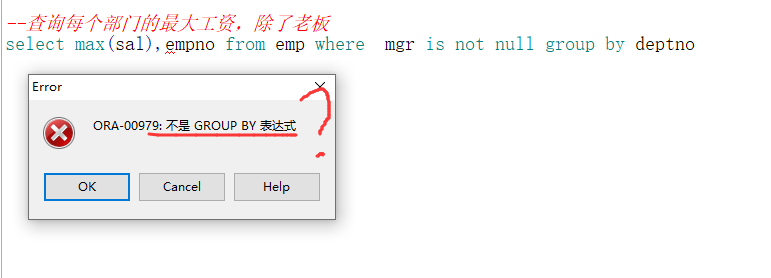 --查询每个部门的最大工资，除了老板
select max(sal),empno from emp where  mgr is not null group by deptno
Error
ORA-00979: 不是 GROUP BY 表达式
?
OK
Cancel
Help